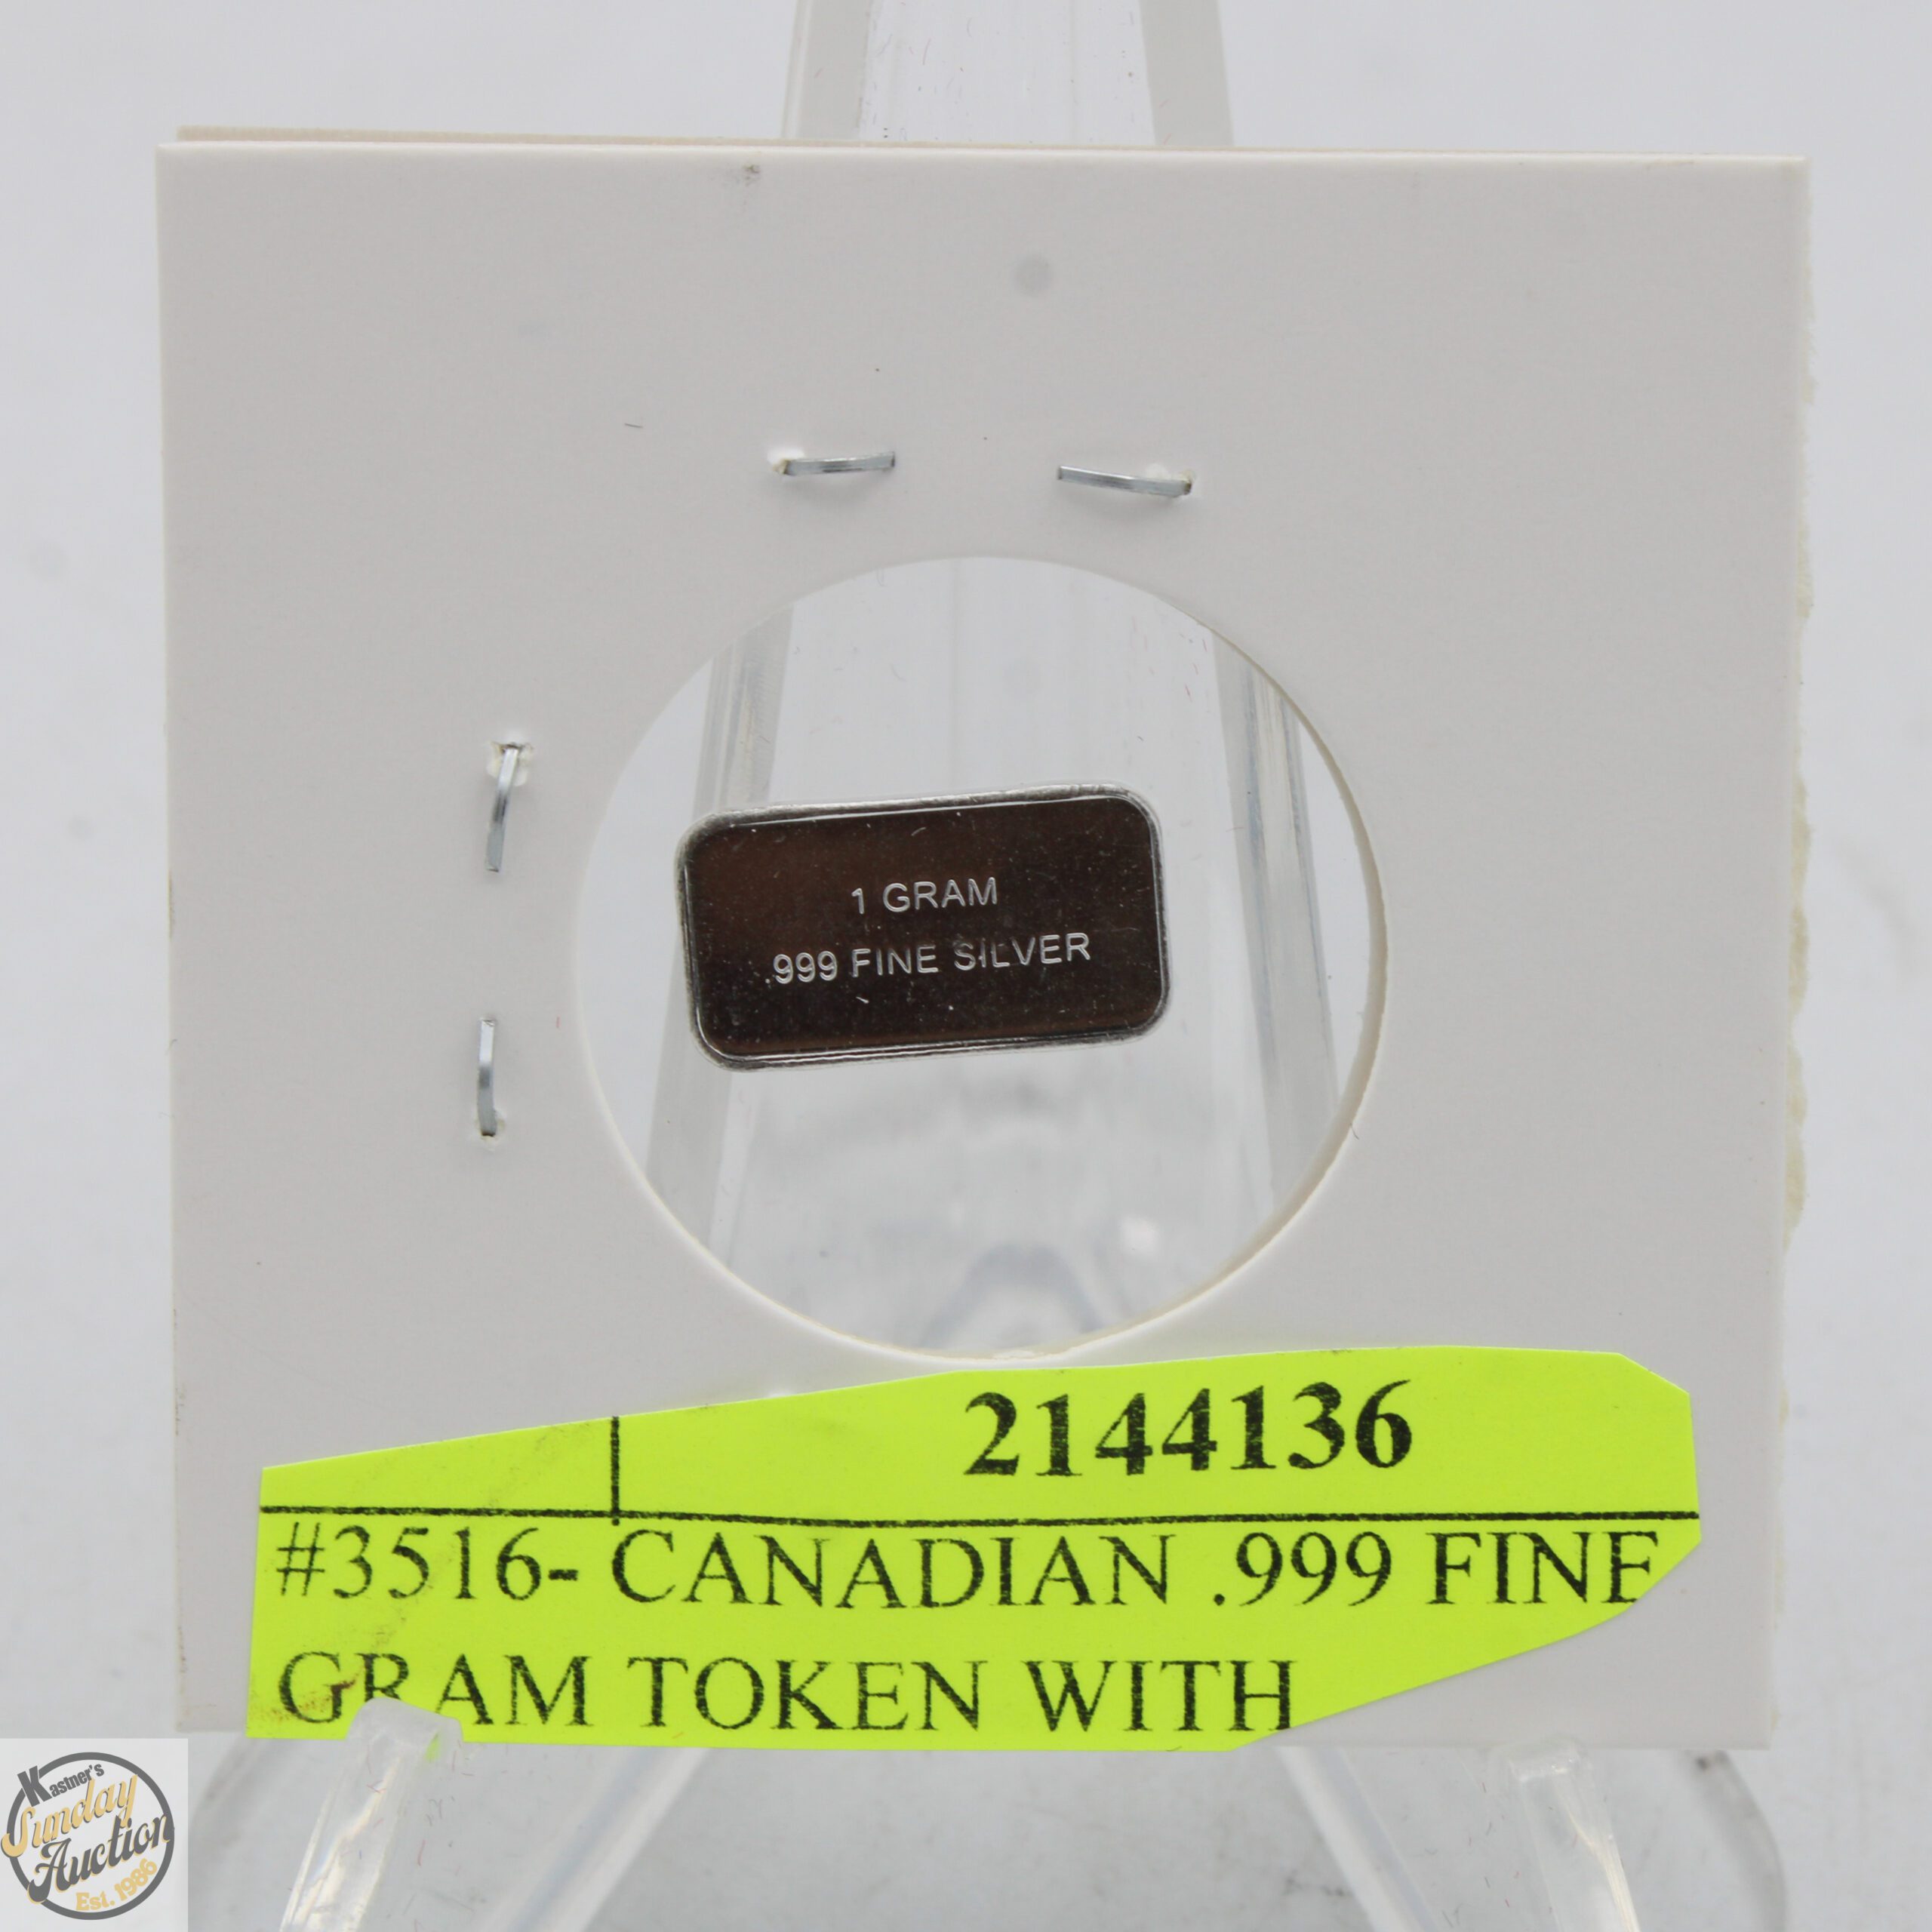 1 GRAM
.999 FINE SILVER
2144136
#3516- CANADIAN .999 FINE
GRAM TOKEN WITH
Kastner's
Sunday
Auction
Est. 1986